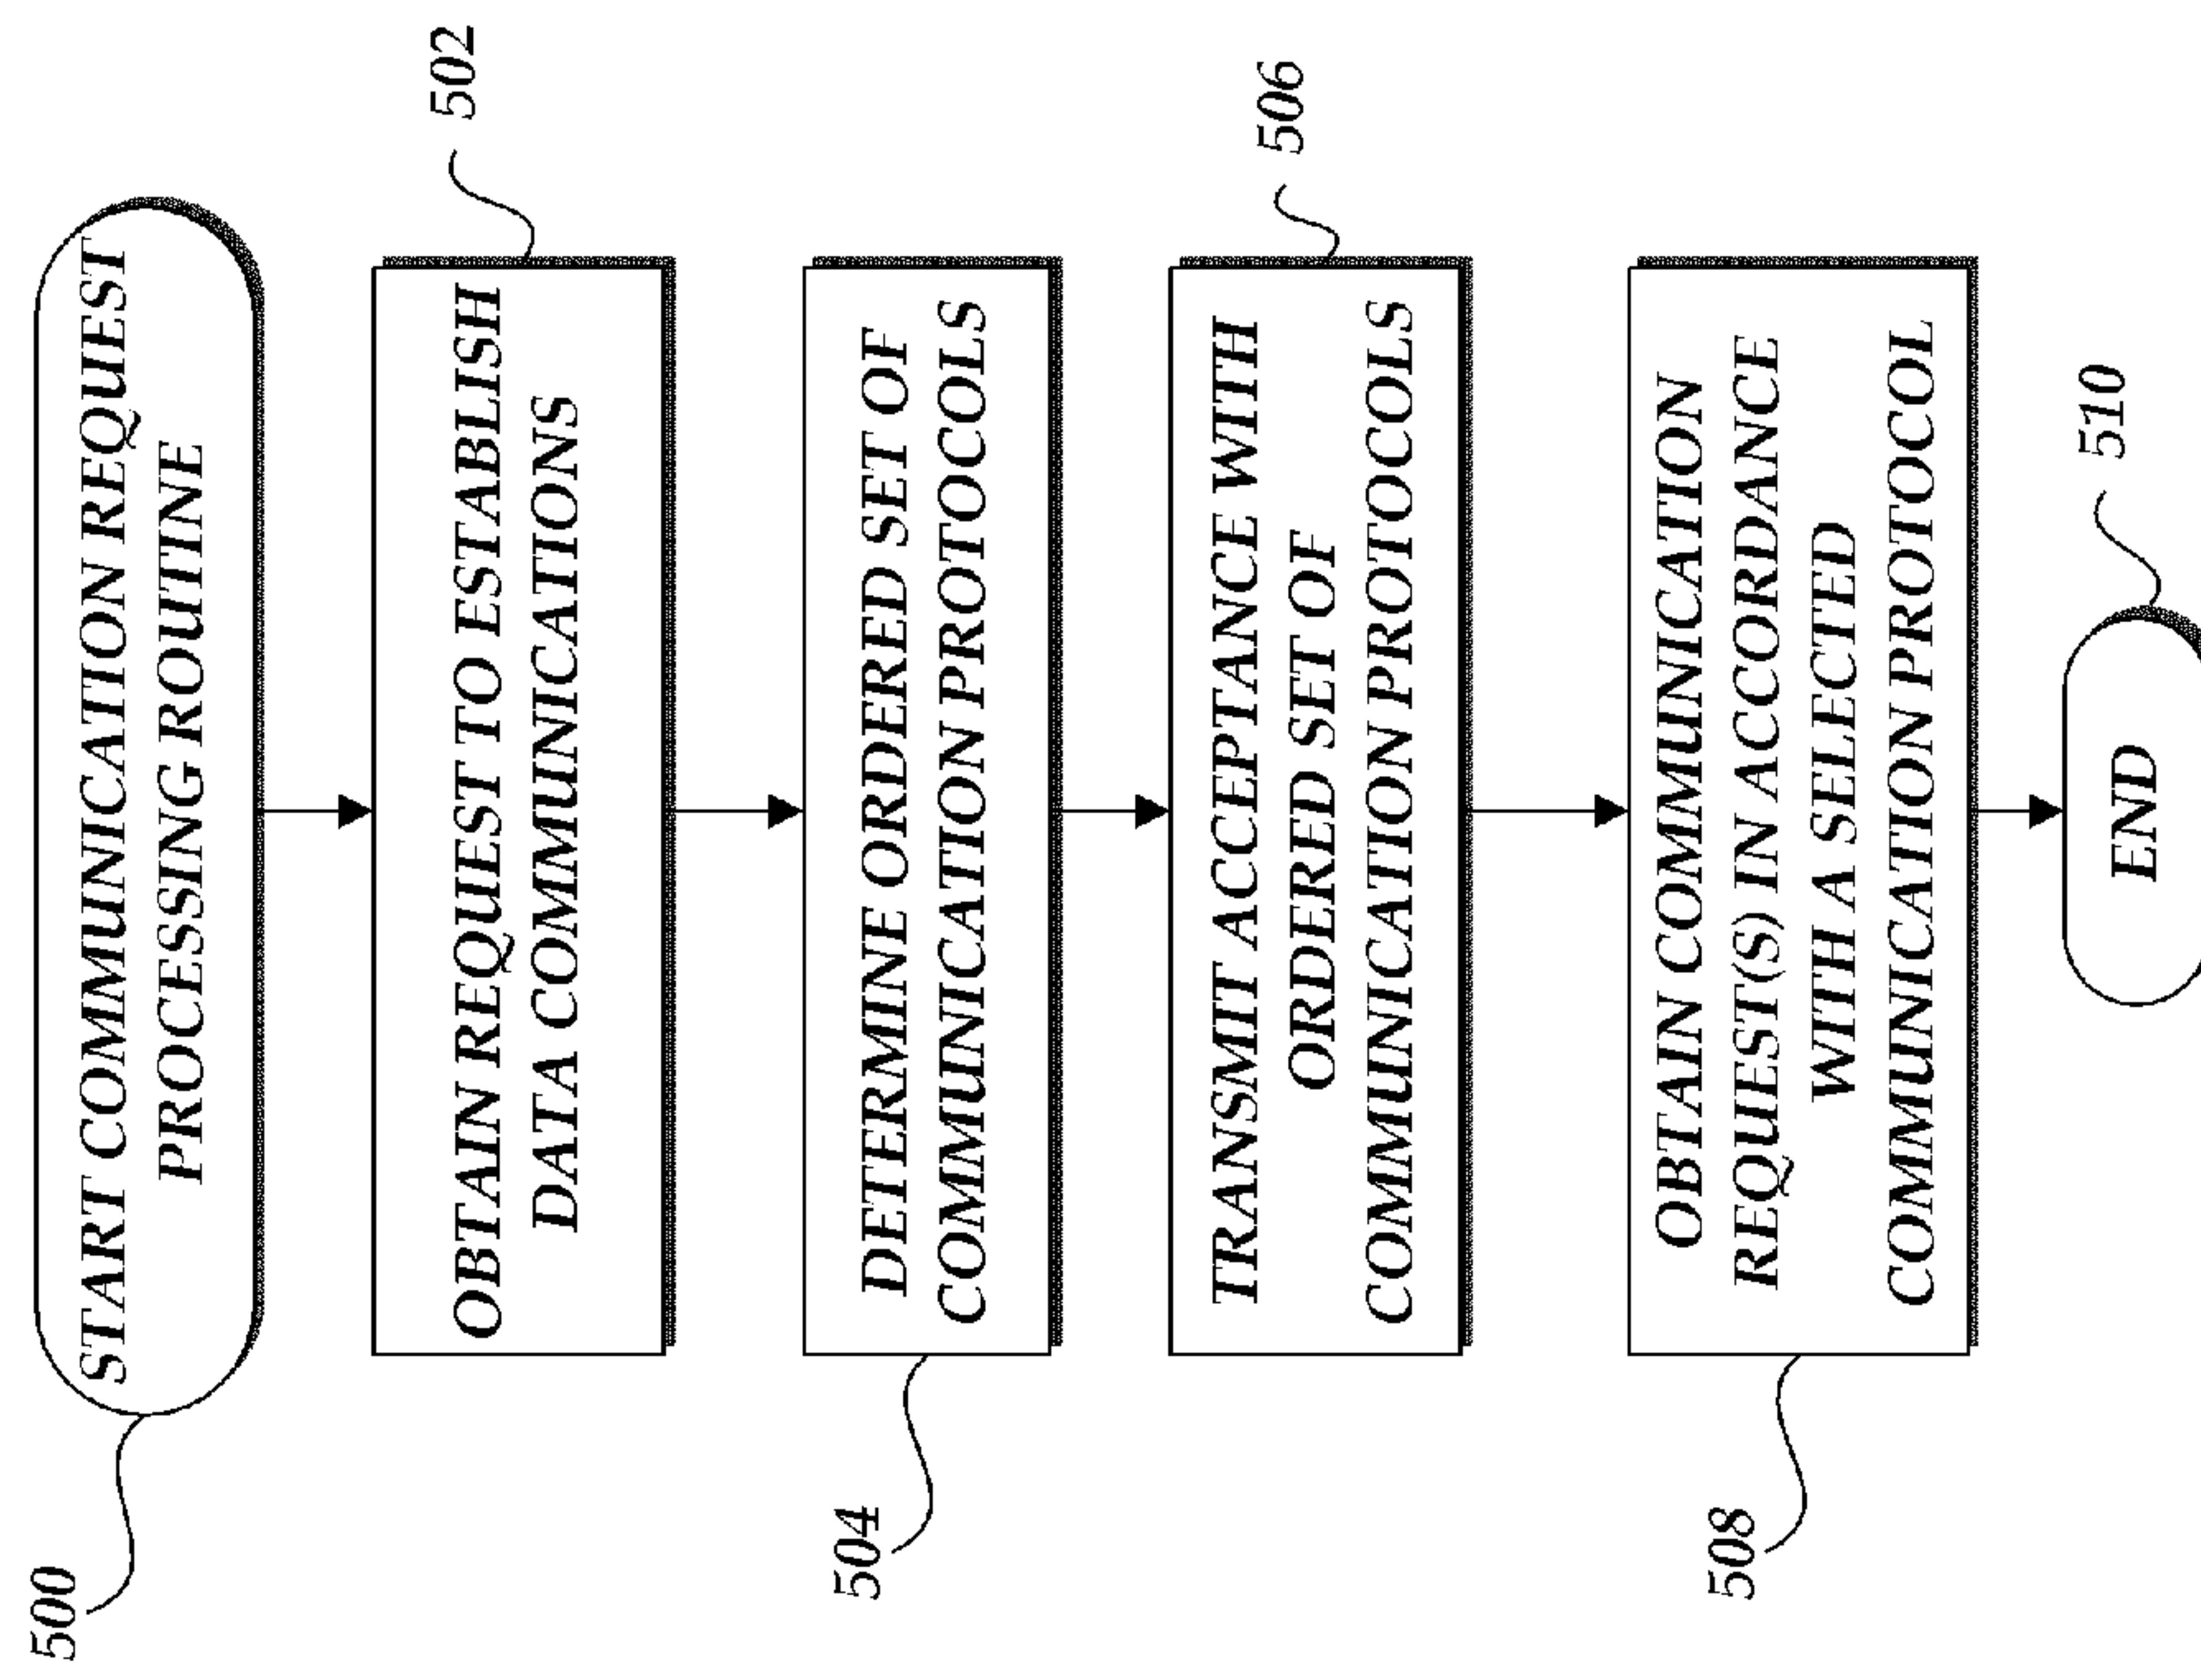 500
START COMMUNICATION REQUEST
PROCESSING ROUTINE
502
OBTAIN REQUEST TO ESTABLISH
DATA COMMUNICATIONS
504
DETERMINE ORDERED SET OF
COMMUNICATION PROTOCOLS
506
TRANSMIT ACCEPTANCE WITH
ORDERED SET OF
COMMUNICATION PROTOCOLS
508
OBTAIN COMMUNICATION
REQUEST(S) IN ACCORDANCE
WITH A SELECTED
COMMUNICATION PROTOCOL
510
END